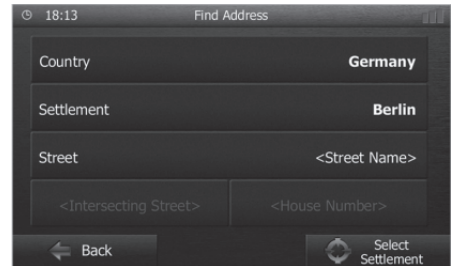 18:13 Find Address
Country Germany
Settlement Berlin
Street <Street Name>
<Intersecting Street> <House Number>
Back Select
Settlement